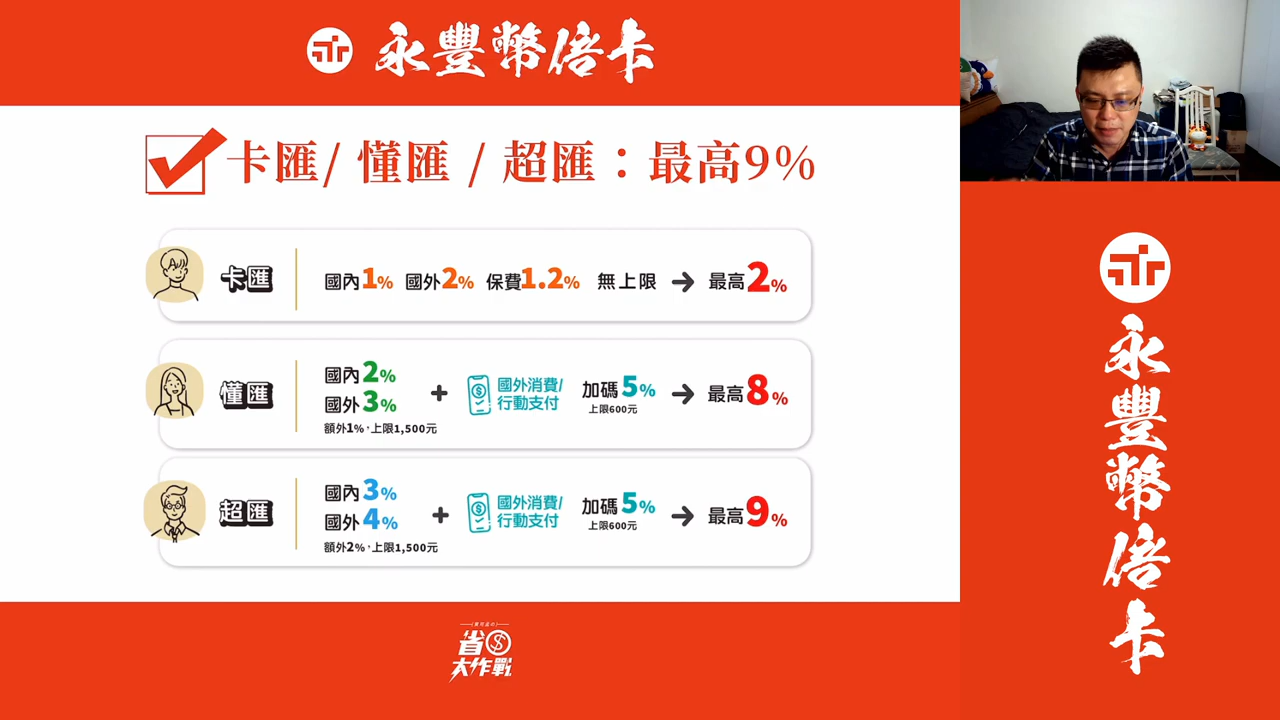 永豐幣倍卡
卡匯/ 懂匯 / 超匯：最高9%
卡匯
國內1% 國外2% 保費1.2% 無上限 → 最高2%
懂匯
國內2%
國外3%
額外1%，上限1,500元
+
國外消費/
行動支付
加碼5%
上限600元
→ 最高8%
超匯
國內3%
國外4%
額外2%，上限1,500元
+
國外消費/
行動支付
加碼5%
上限600元
→ 最高9%
省
大作戰
永豐幣倍卡